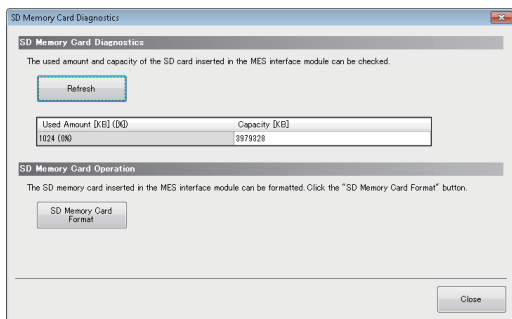 SD Memory Card Diagnostics
SD Memory Card Diagnostics
The used amount and capacity of the SD card inserted in the MES interface module can be checked.
Refresh
Used Amount [KB] ([%]) Capacity [KB]
1024 (0%) 3979328
SD Memory Card Operation
The SD memory card inserted in the MES interface module can be formatted. Click the "SD Memory Card Format" button.
SD Memory Card
Format
Close